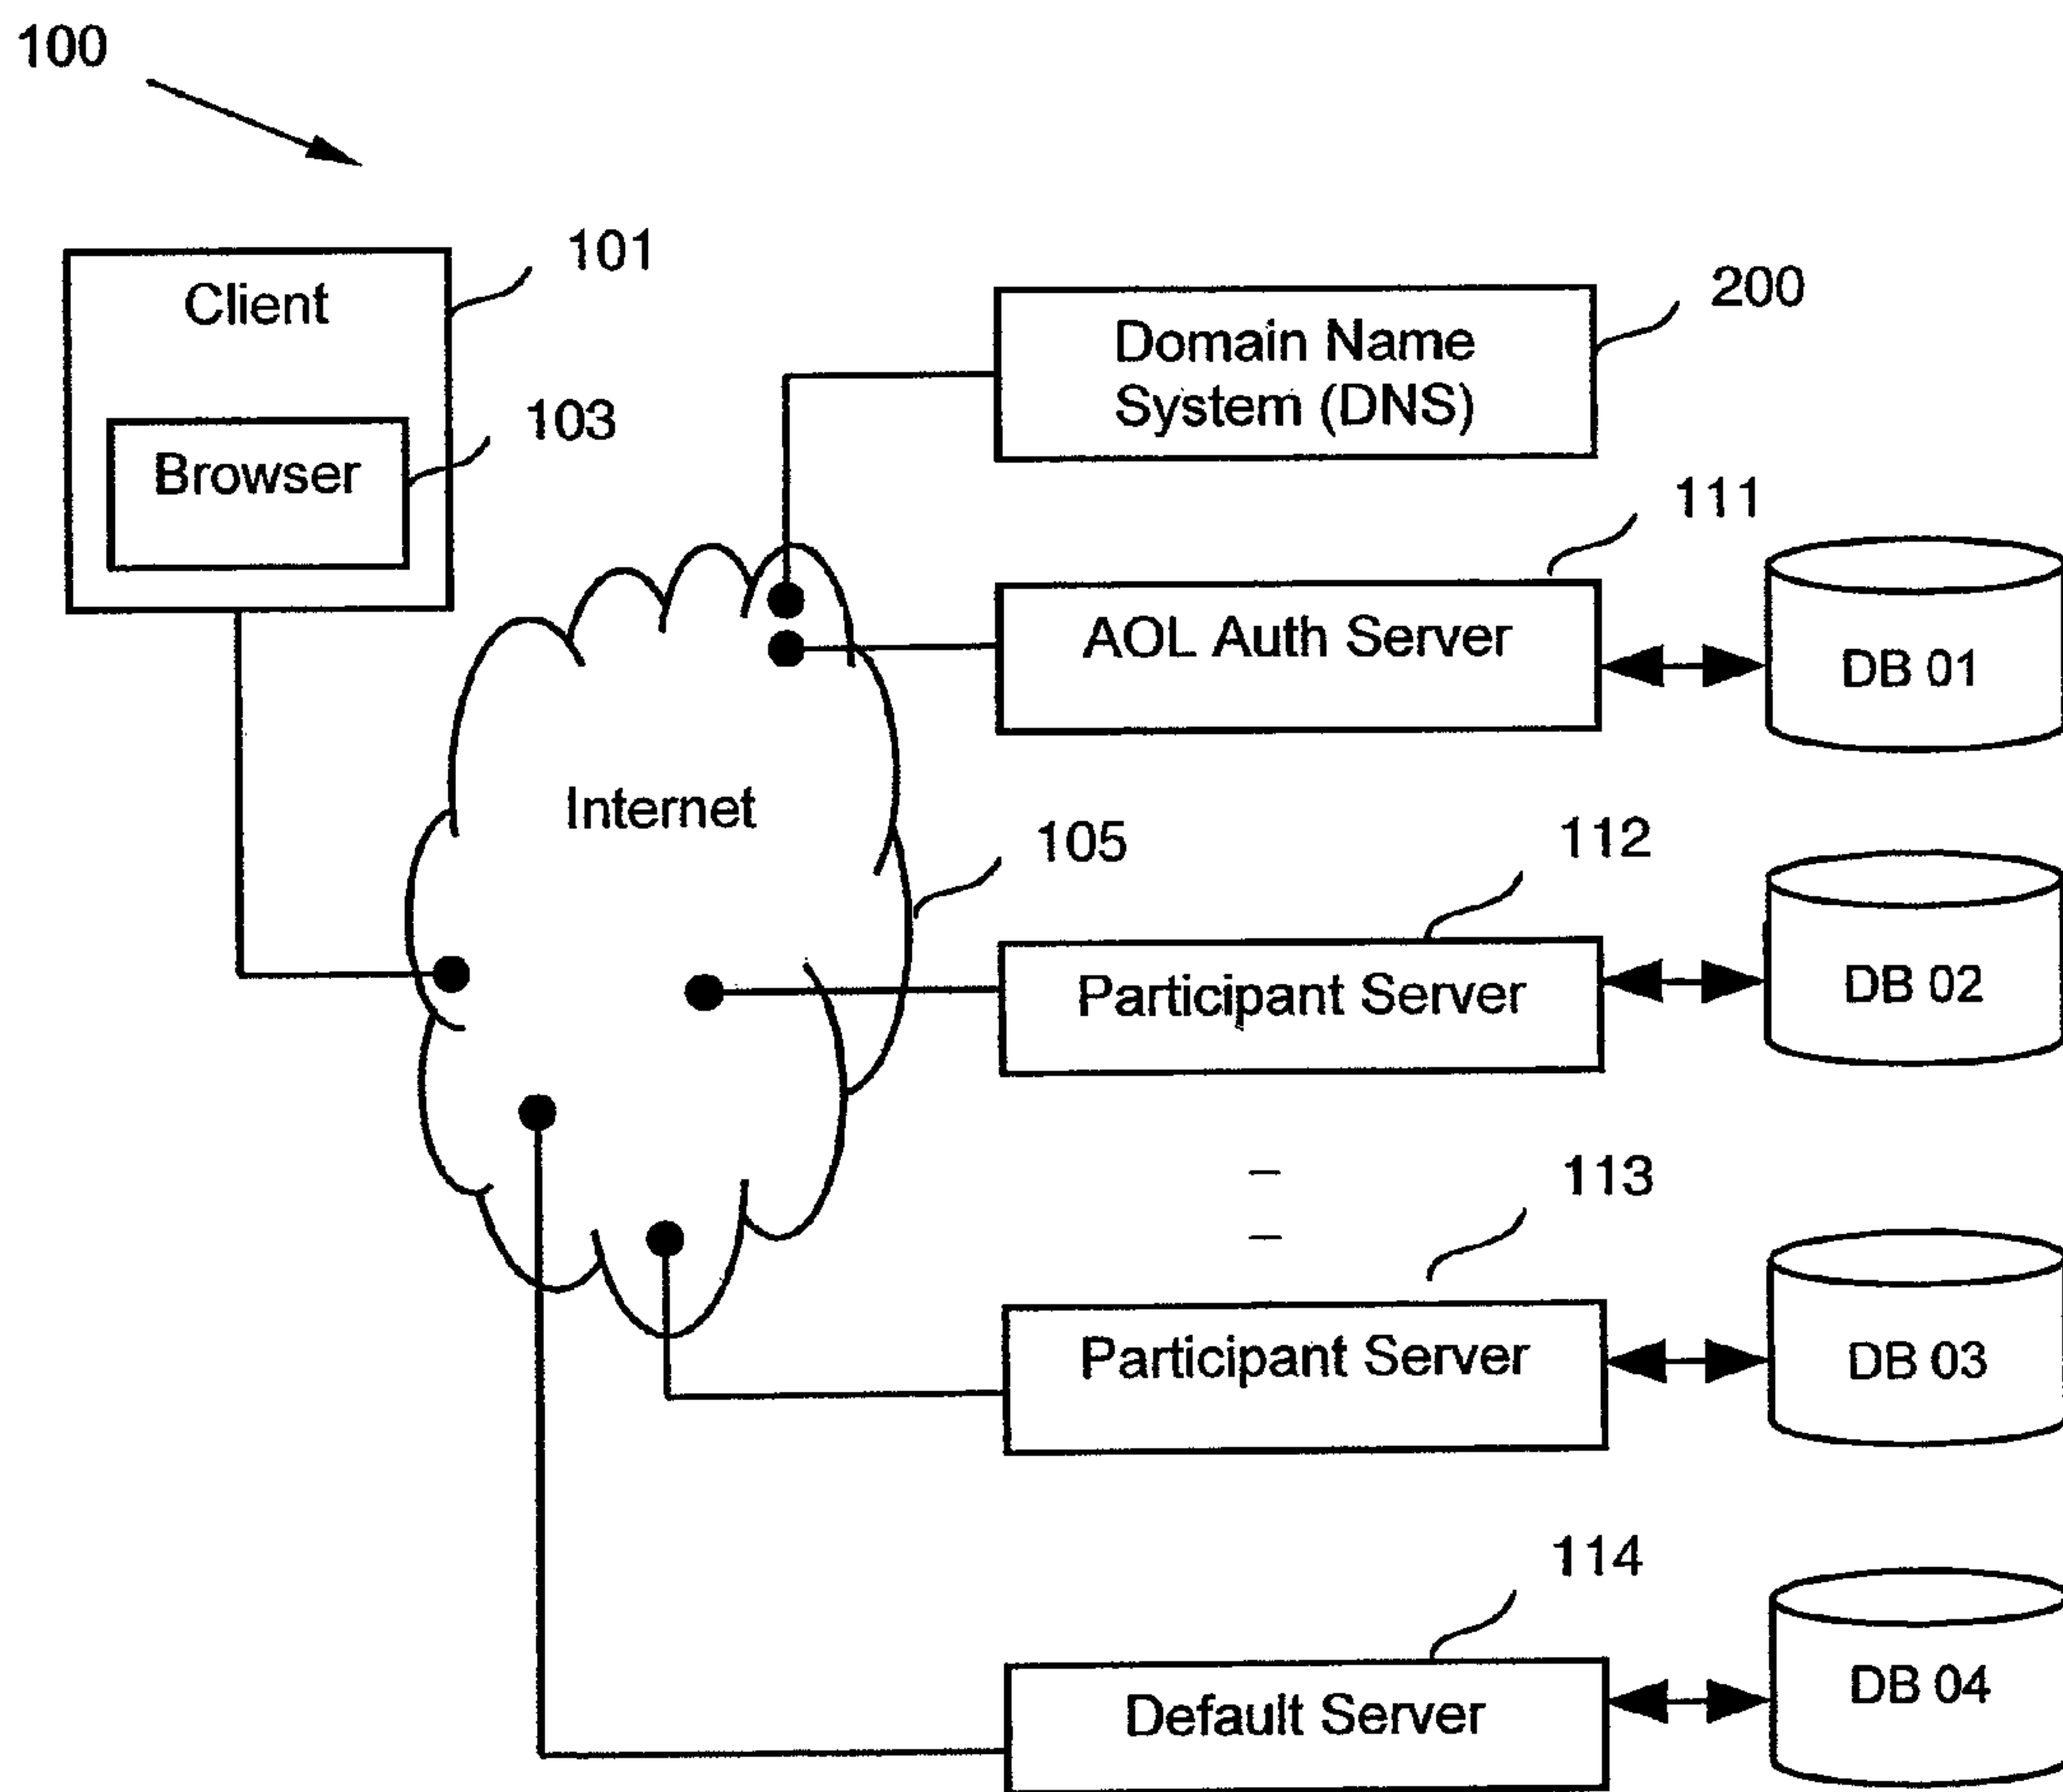 100
Client
101
Browser
103
Domain Name
System (DNS)
200
AOL Auth Server
111
DB 01
Internet
105
Participant Server
112
DB 02
Participant Server
113
DB 03
Default Server
114
DB 04